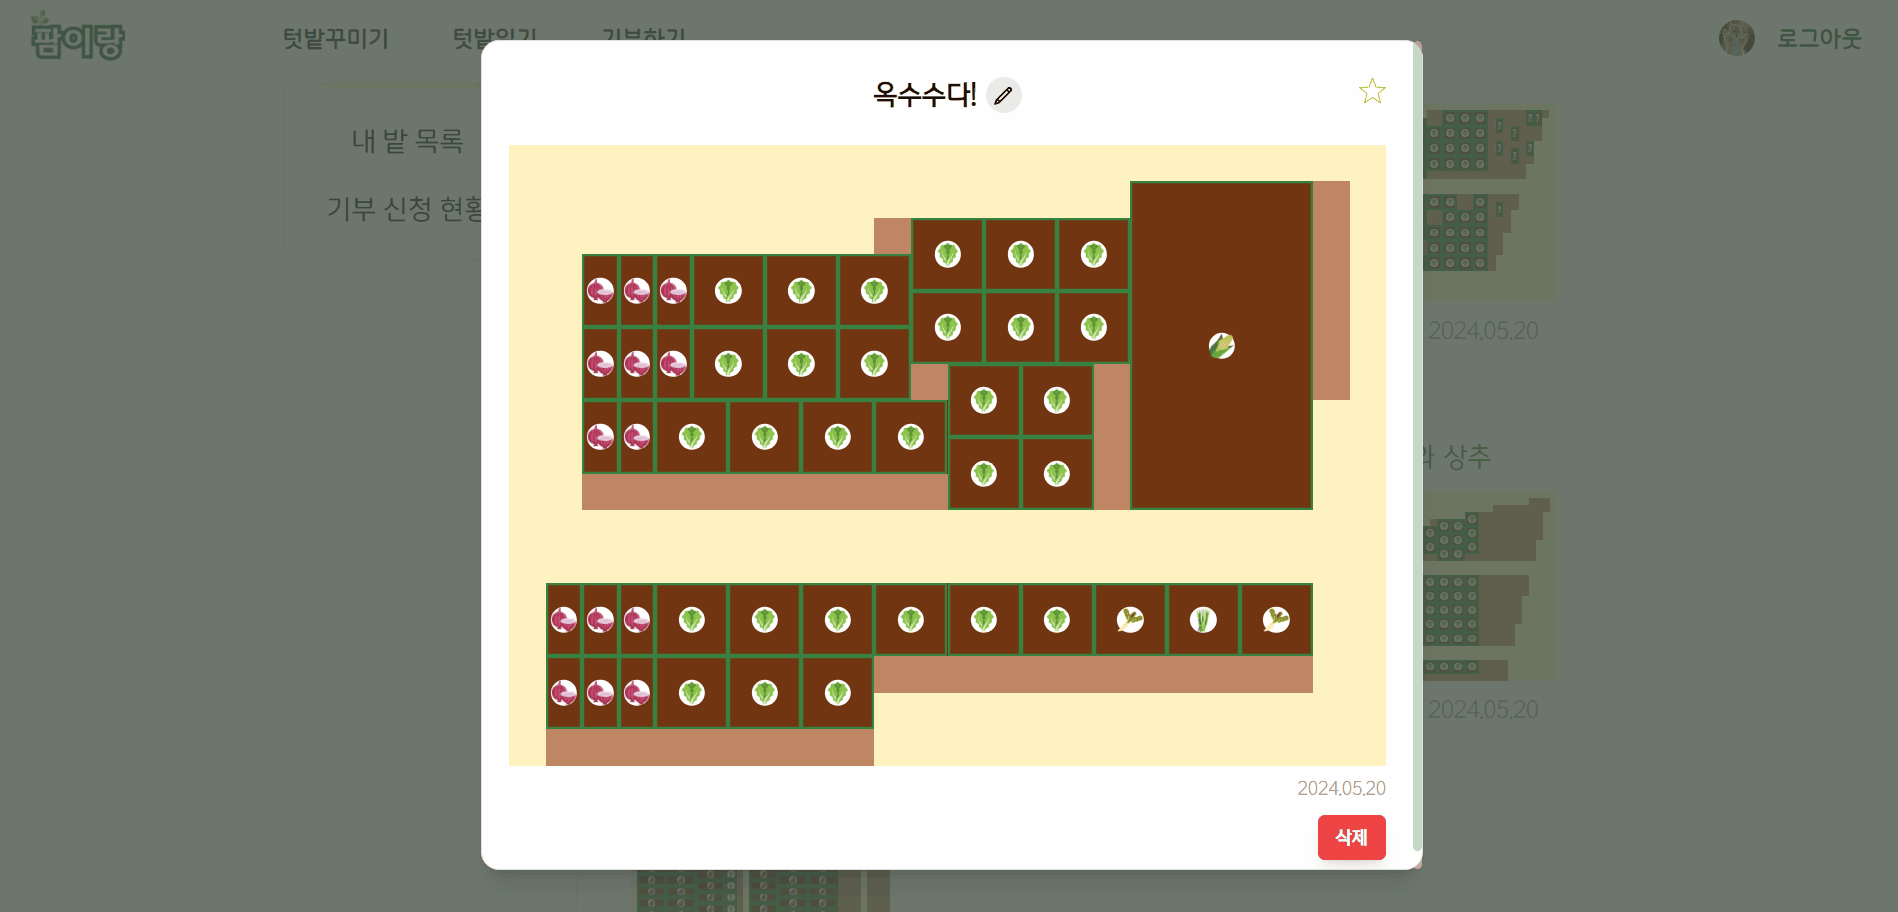 팜이랑
텃밭꾸미기
텃밭일기
기부하기
로그아웃
내 밭 목록
기부 신청 현황
옥수수다!
2024.05.20
상추
2024.05.20
2024.05.20
삭제